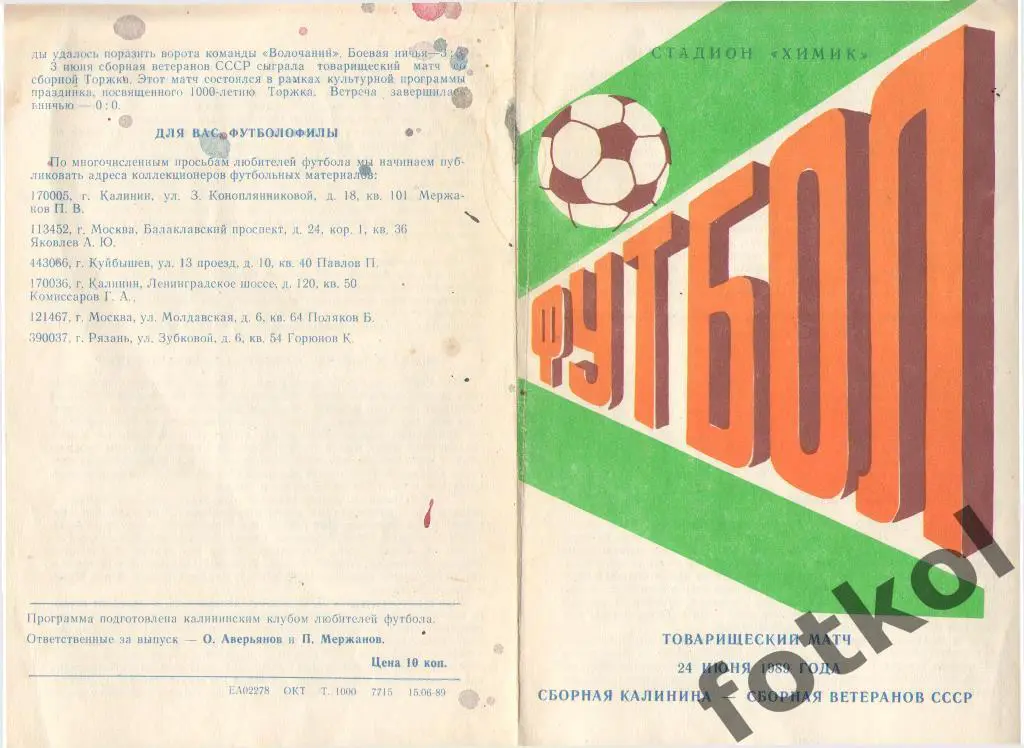 ды удалось поразить ворота команды «Волочаний». Боевая ничья—3:3.
3 июня сборная ветеранов СССР сыграла товарищеский матч со
сборной Торжка. Этот матч состоялся в рамках культурной программы
праздника, посвященного 1000-летию Торжка. Встреча завершилась
вничью — 0:0.
ДЛЯ ВАС, ФУТБОЛОФИЛЫ
По многочисленным просьбам любителей футбола мы начинаем пуб-
ликовать адреса коллекционеров футбольных материалов:
170005, г. Калинин, ул. З. Коноплянниковой, д. 18, кв. 101 Мержа-
нов П. В.
113452, г. Москва, Балаклавский проспект, д. 24, кор. 1, кв. 36
Яковлев А. Ю.
443066, г. Куйбышев, ул. 13 проезд, д. 10, кв. 40 Павлов П.
170036, г. Калинин, Ленинградское шоссе, д. 120, кв. 50
Комиссаров Г. А.
121467, г. Москва, ул. Молдавская, д. 6, кв. 64 Поляков Б.
390037, г. Рязань, ул. Зубковой, д. 6, кв. 54 Горюнов К.
Программа подготовлена калининским клубом любителей футбола.
Ответственные за выпуск — О. Аверьянов и П. Мержанов.
Цена 10 коп.
ЕА02278 ОКТ Т. 1000 7715 15.06-89
СТАДИОН «ХИМИК»
ФУТБОЛ
ТОВАРИЩЕСКИЙ МАТЧ
24 ИЮНЯ 1989 ГОДА
СБОРНАЯ КАЛИНИНА — СБОРНАЯ ВЕТЕРАНОВ СССР
fotkol